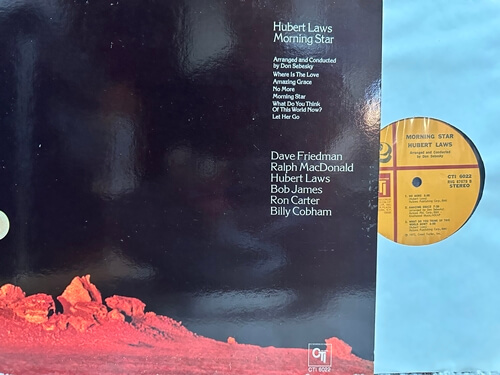 Hubert Laws
Morning Star
Arranged and Conducted
by Don Sebesky
Where Is The Love
Amazing Grace
No More
Morning Star
What Do You Think
Of This World Now?
Let Her Go
Dave Friedman
Ralph MacDonald
Hubert Laws
Bob James
Ron Carter
Billy Cobham
CTI
CTI 6022
MORNING STAR
HUBERT LAWS
Arranged and Conducted
by Don Sebesky
CTI 6022
STEREO